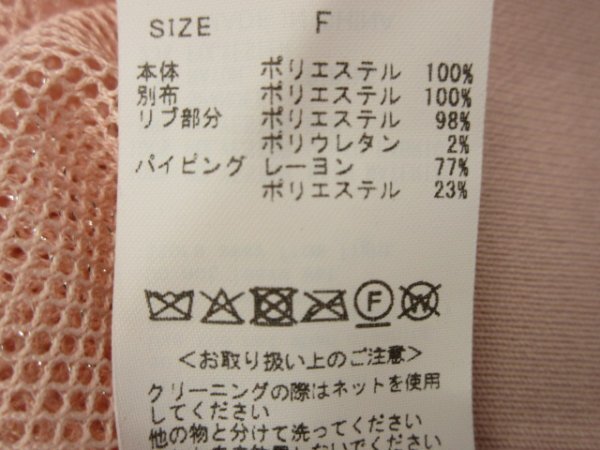 SIZE F
本体 ポリエステル 100%
別布 ポリエステル 100%
リブ部分 ポリエステル 98%
ポリウレタン 2%
パイピング レーヨン 77%
ポリエステル 23%
F W
<お取り扱い上のご注意>
クリーニングの際はネットを使用
してください
他の物と分けて洗ってください